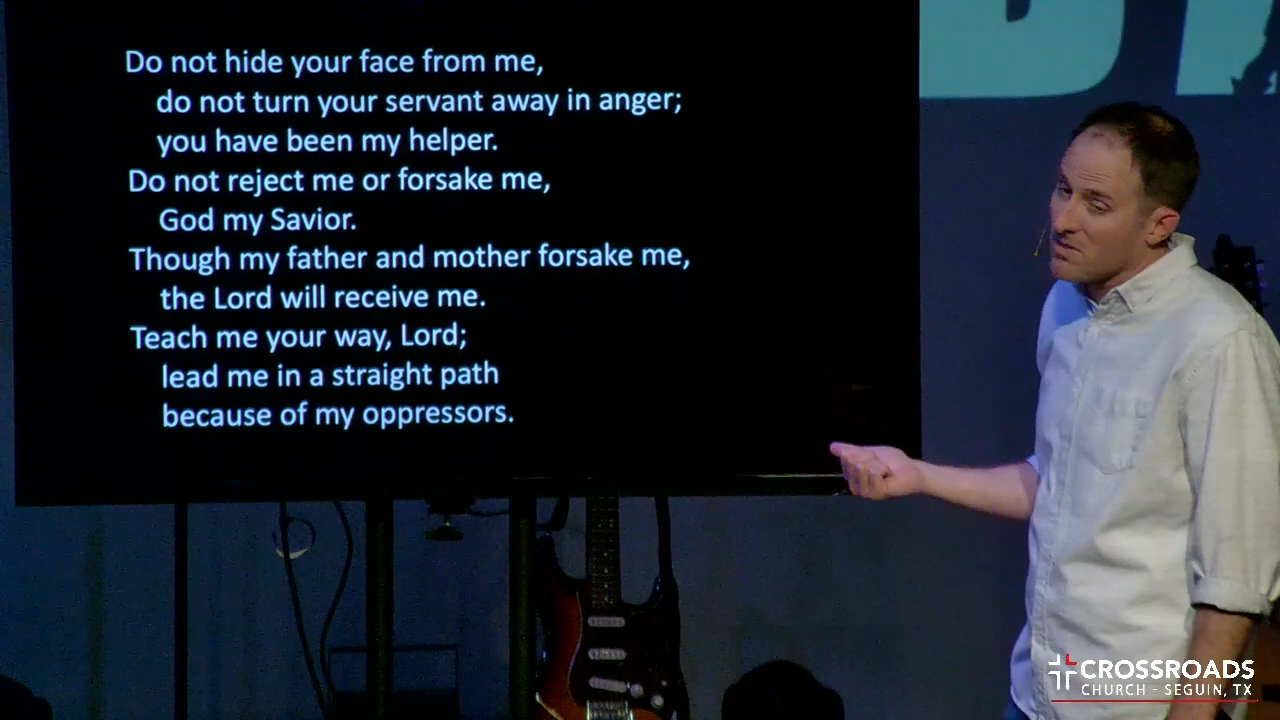 Do not hide your face from me,
do not turn your servant away in anger;
you have been my helper.
Do not reject me or forsake me,
God my Savior.
Though my father and mother forsake me,
the Lord will receive me.
Teach me your way, Lord;
lead me in a straight path
because of my oppressors.
CROSSROADS
CHURCH - SEGUIN, TX